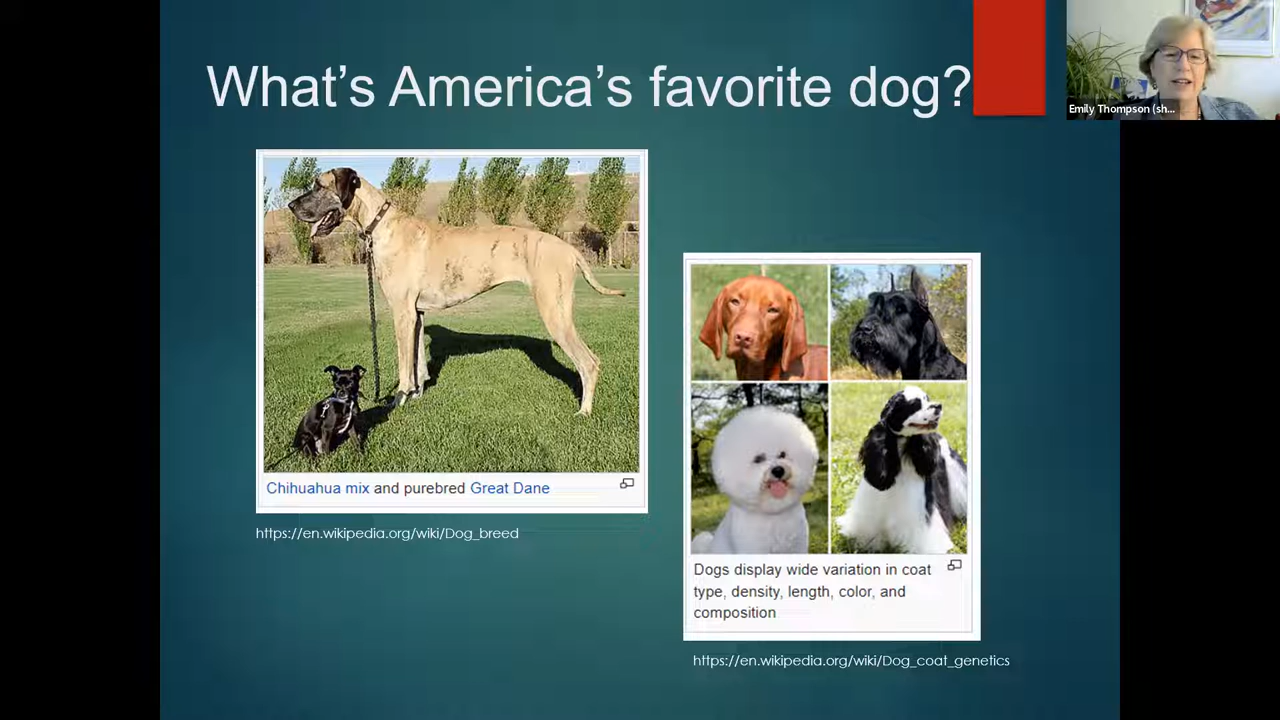 What's America's favorite dog?
Emily Thompson (sh...
Chihuahua mix and purebred Great Dane
https://en.wikipedia.org/wiki/Dog_breed
Dogs display wide variation in coat
type, density, length, color, and
composition
https://en.wikipedia.org/wiki/Dog_coat_genetics